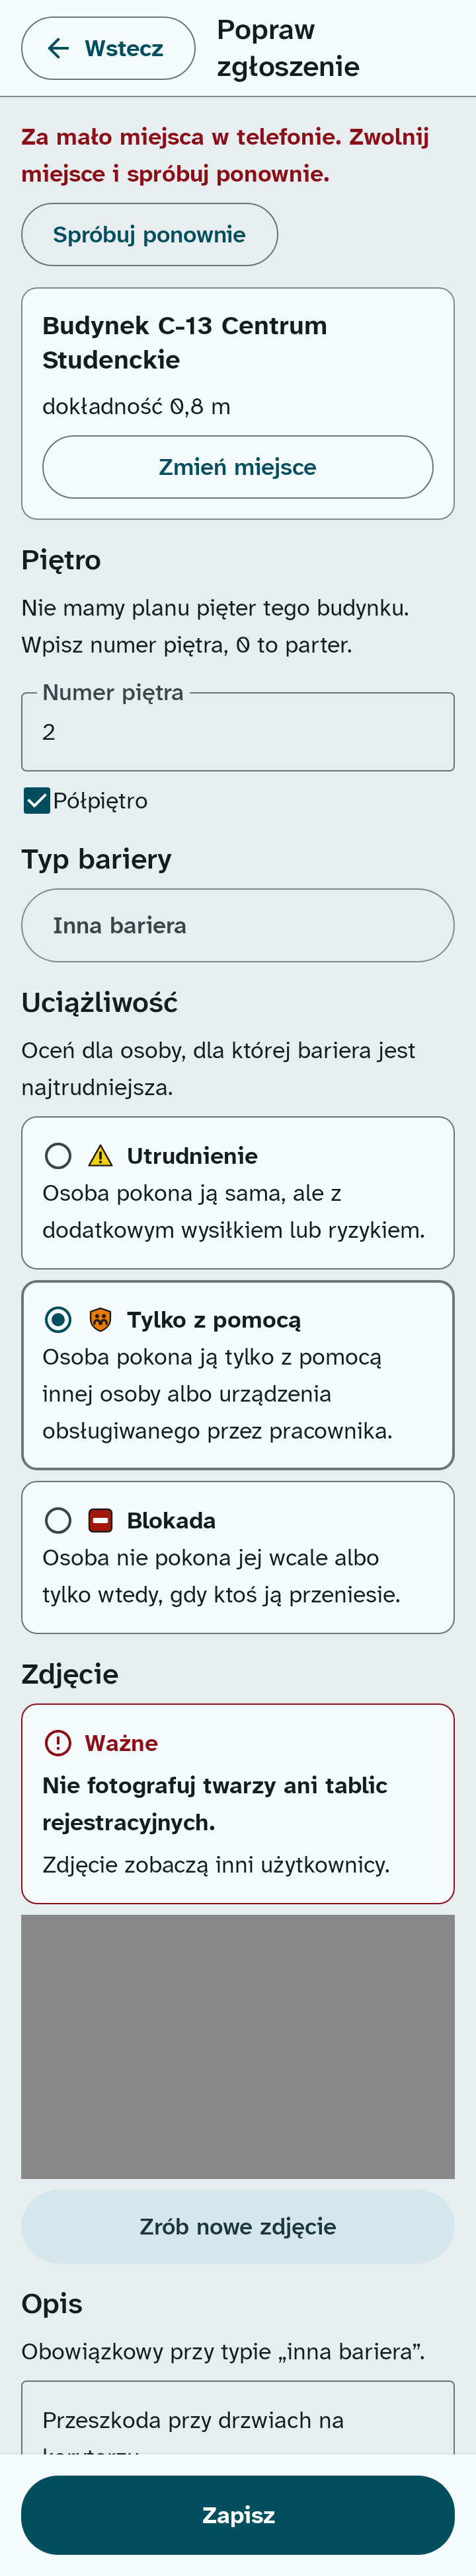 Wstecz
Popraw
zgłoszenie
Za mało miejsca w telefonie. Zwolnij
miejsce i spróbuj ponownie.
Spróbuj ponownie
Budynek C-13 Centrum
Studenckie
dokładność 0,8 m
Zmień miejsce
Piętro
Nie mamy planu pięter tego budynku.
Wpisz numer piętra, 0 to parter.
Numer piętra
2
Półpiętro
Typ bariery
Inna bariera
Uciążliwość
Oceń dla osoby, dla której bariera jest
najtrudniejsza.
Utrudnienie
Osoba pokona ją sama, ale z
dodatkowym wysiłkiem lub ryzykiem.
Tylko z pomocą
Osoba pokona ją tylko z pomocą
innej osoby albo urządzenia
obsługiwanego przez pracownika.
Blokada
Osoba nie pokona jej wcale albo
tylko wtedy, gdy ktoś ją przeniesie.
Zdjęcie
Ważne
Nie fotografuj twarzy ani tablic
rejestracyjnych.
Zdjęcie zobaczą inni użytkownicy.
Zrób nowe zdjęcie
Opis
Obowiązkowy przy typie „inna bariera”.
Przeszkoda przy drzwiach na
Zapisz